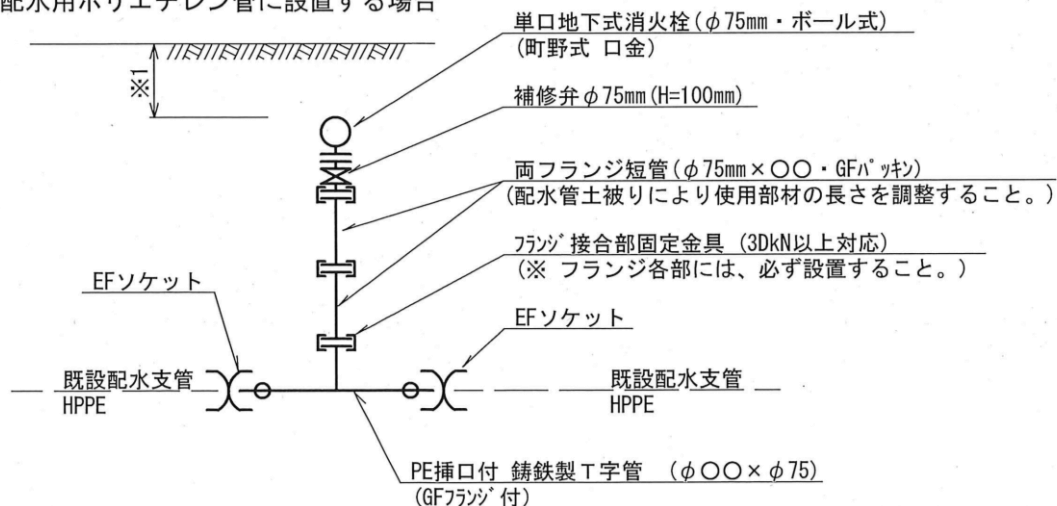 配水用ポリエチレン管に設置する場合
単口地下式消火栓(φ75mm・ボール式)
(町野式 口金)
※1
補修弁φ75mm(H=100mm)
両フランジ短管(φ75mm×〇〇・GFパッキン)
(配水管土被りにより使用部材の長さを調整すること。)
フランジ接合部固定金具 (3DkN以上対応)
(※ フランジ各部には、必ず設置すること。)
EFソケット
EFソケット
既設配水支管
HPPE
既設配水支管
HPPE
PE挿口付 鋳鉄製T字管 (φ〇〇×φ75)
(GFフランジ付)